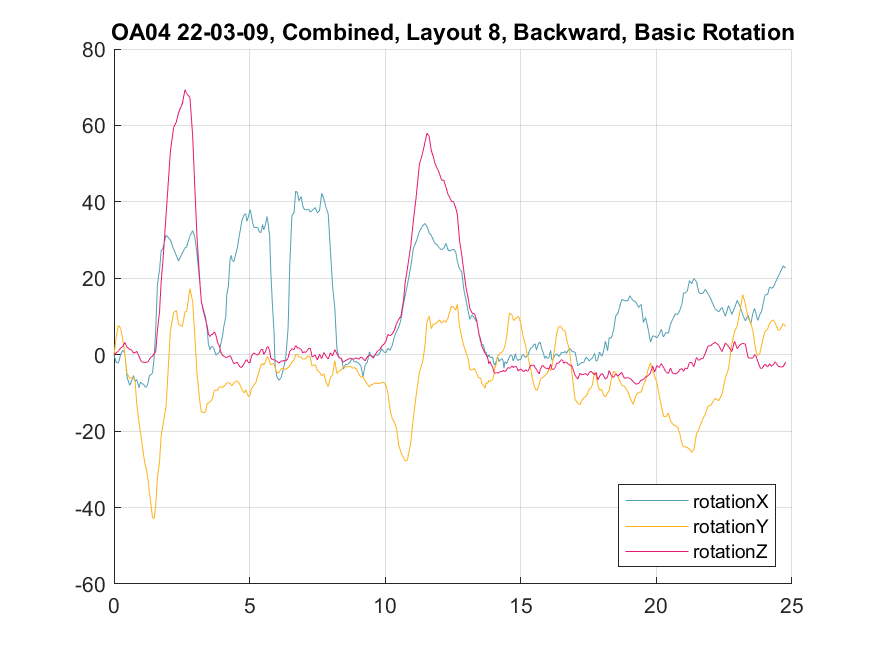 OA04 22-03-09, Combined, Layout 8, Backward, Basic Rotation
80
60
40
20
0
-20
-40
-60
0 5 10 15 20 25
rotationX
rotationY
rotationZ